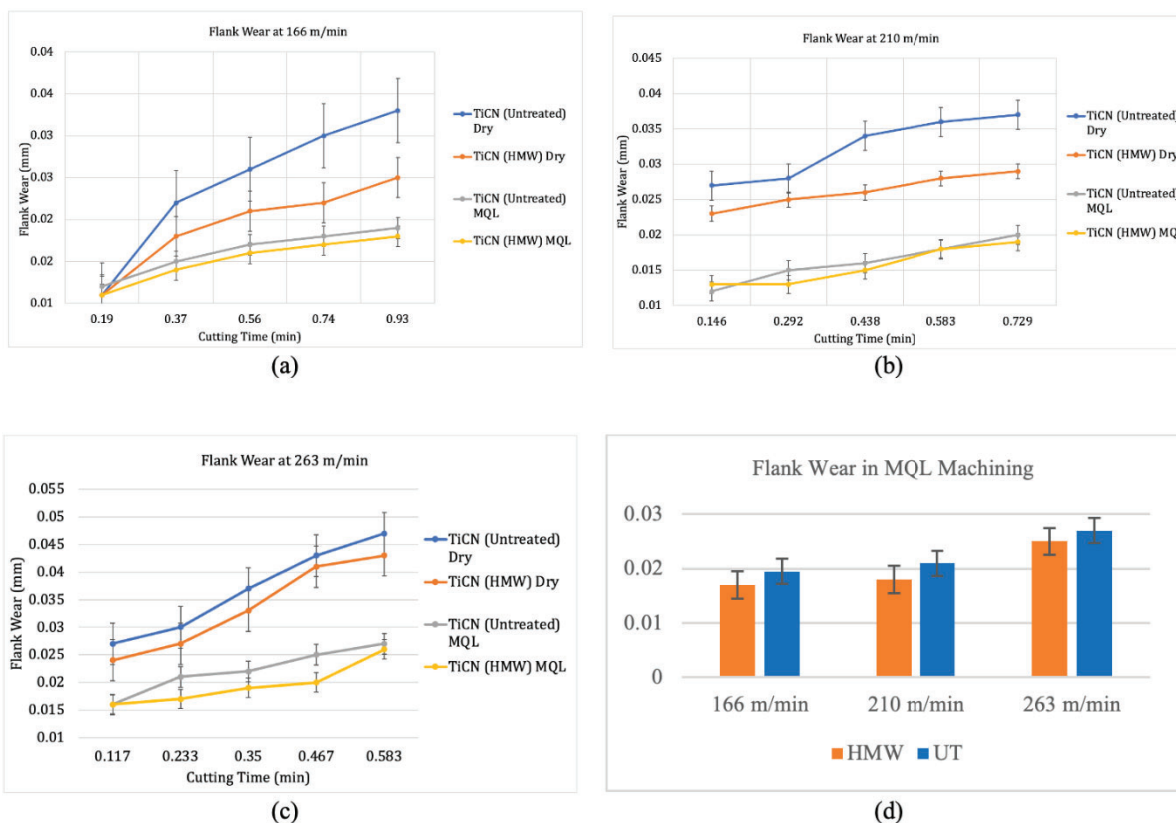 Flank Wear at 166 m/min
0.04
0.04
0.03
0.03
0.02
0.02
0.01
Flank Wear (mm)
0.19 0.37 0.56 0.74 0.93
Cutting Time (min)
TiCN (Untreated)
Dry
TiCN (HMW) Dry
TiCN (Untreated)
MQL
TiCN (HMW) MQL
(a)
Flank Wear at 210 m/min
0.045
0.04
0.035
0.03
0.025
0.02
0.015
0.01
Flank Wear (mm)
0.146 0.292 0.438 0.583 0.729
Cutting Time (min)
TiCN (Untreated)
Dry
TiCN (HMW) Dry
TiCN (Untreated)
MQL
TiCN (HMW) MQ
(b)
Flank Wear at 263 m/min
0.055
0.05
0.045
0.04
0.035
0.03
0.025
0.02
0.015
0.01
Flank Wear (mm)
0.117 0.233 0.35 0.467 0.583
Cutting Time (min)
TiCN (Untreated)
Dry
TiCN (HMW) Dry
TiCN (Untreated)
MQL
TiCN (HMW) MQL
(c)
Flank Wear in MQL Machining
0.03
0.02
0.01
0
166 m/min 210 m/min 263 m/min
HMW UT
(d)